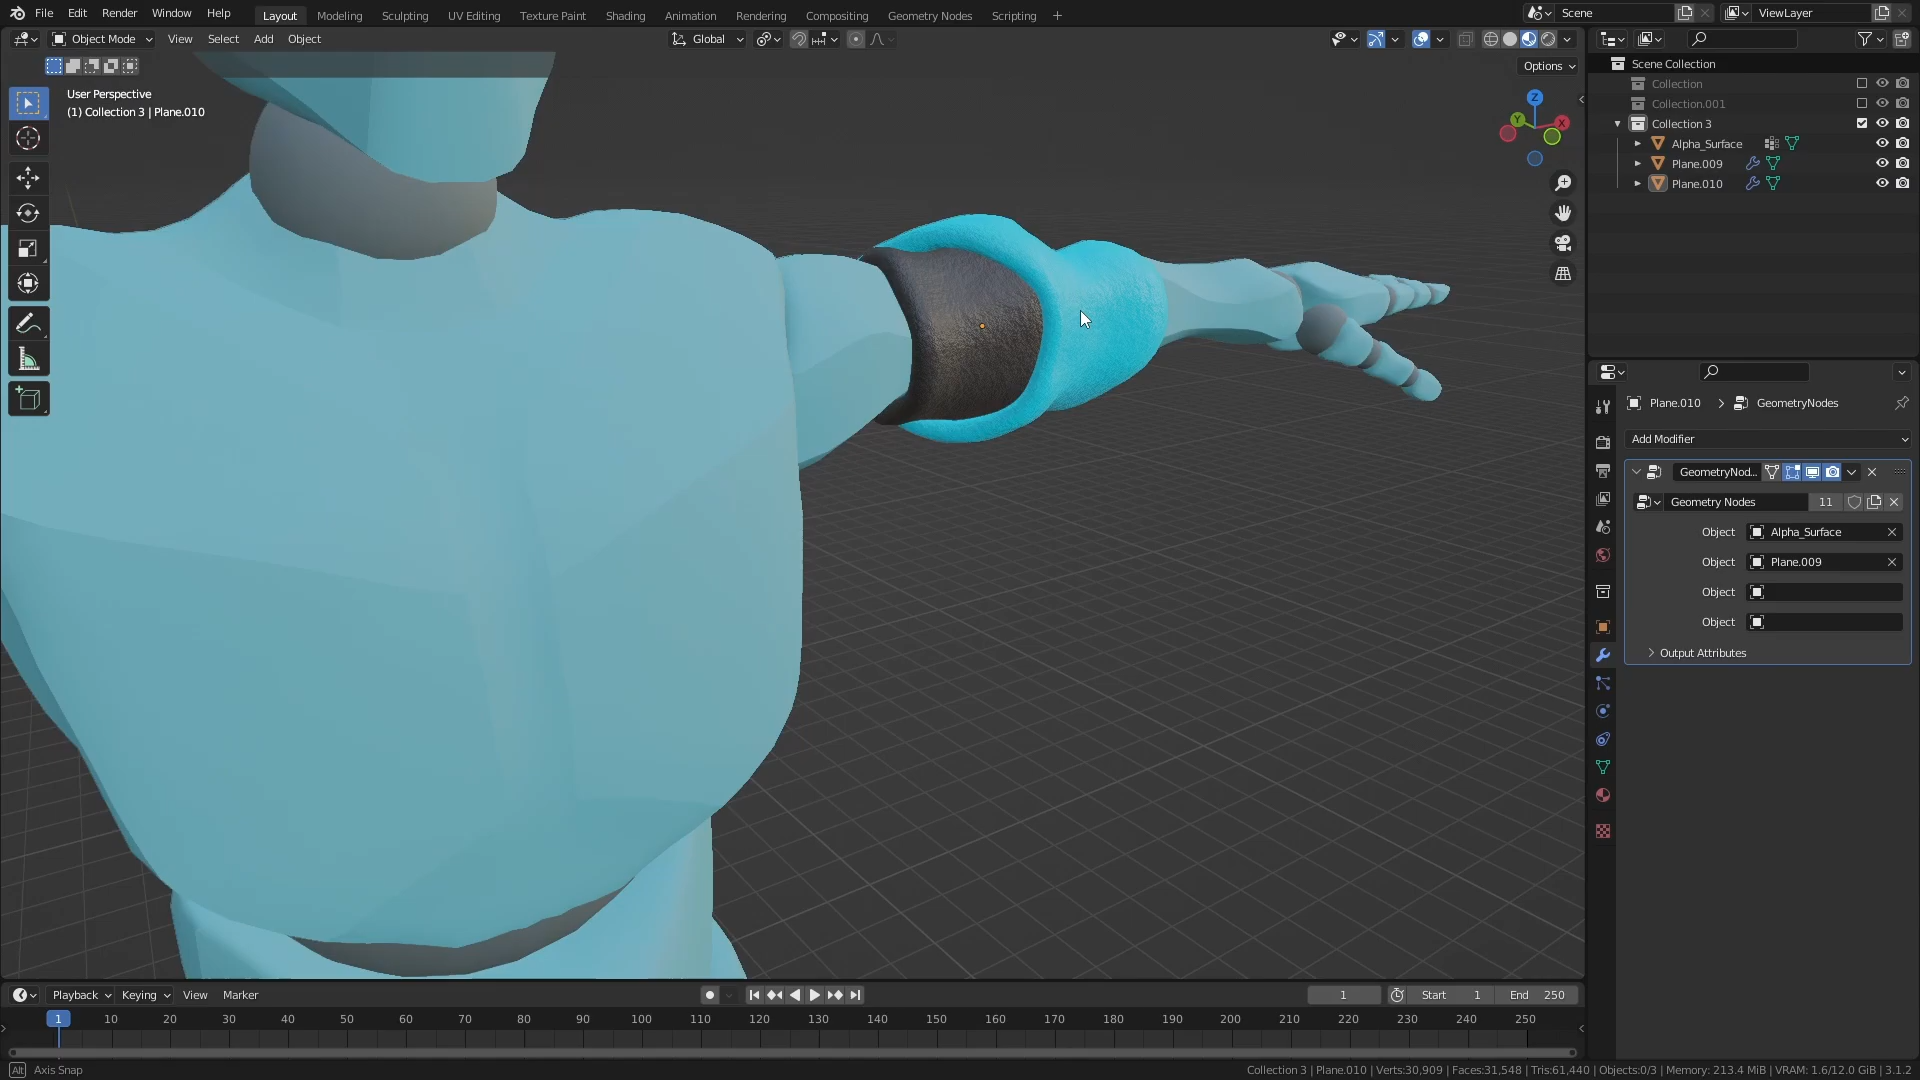 File Edit Render Window Help Layout Modeling Sculpting UV Editing Texture Paint Shading Animation Rendering Compositing Geometry Nodes Scripting + Scene ViewLayer
Object Mode View Select Add Object Global
Options
User Perspective
(1) Collection 3 | Plane.010
Z
Y
X
Scene Collection
Collection
Collection.001
Collection 3
Alpha_Surface
Plane.009
Plane.010
Plane.010 > GeometryNodes
Add Modifier
GeometryNod...
Geometry Nodes 11
Object Alpha_Surface
Object Plane.009
Object
Object
Output Attributes
Playback Keying View Marker 1 Start 1 End 250
1 10 20 30 40 50 60 70 80 90 100 110 120 130 140 150 160 170 180 190 200 210 220 230 240 250
Alt Axis Snap
Collection 3 | Plane.010 | Verts:30,909 | Faces:31,548 | Tris:61,440 | Objects:0/3 | Memory: 213.4 MiB | VRAM: 1.6/12.0 GiB | 3.1.2